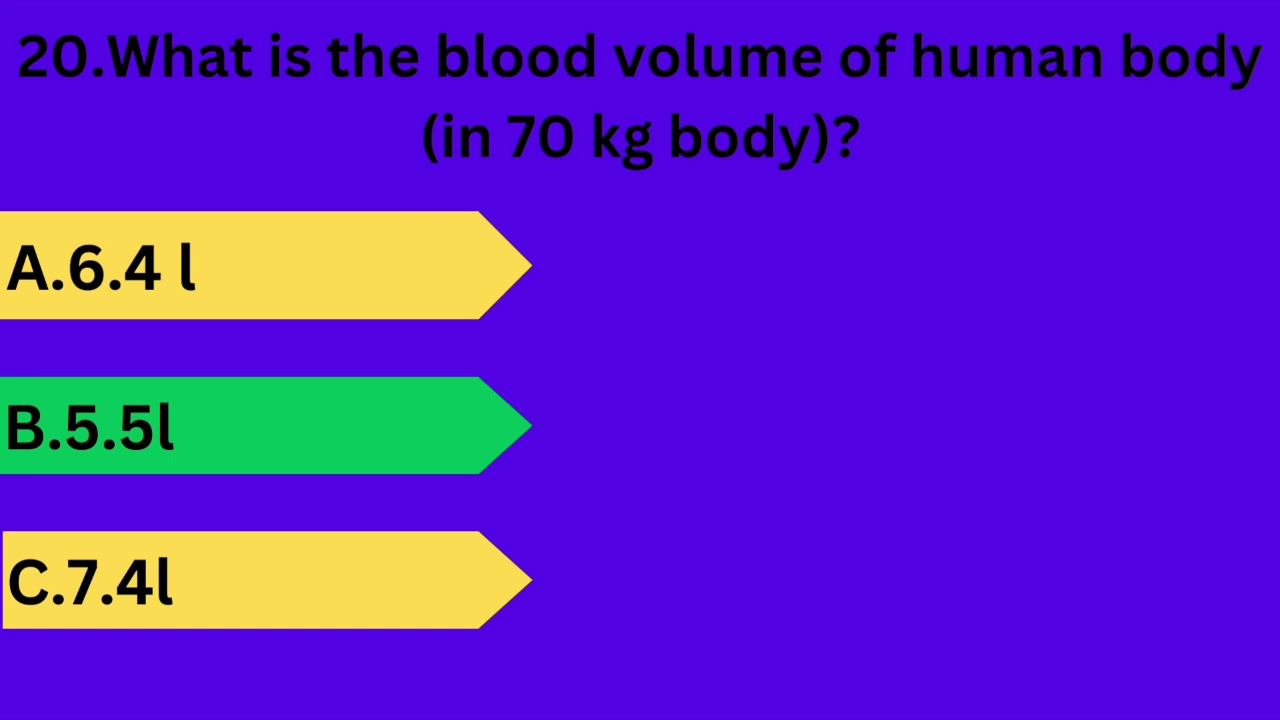 20.What is the blood volume of human body
(in 70 kg body)?
A.6.4 l
B.5.5l
C.7.4l